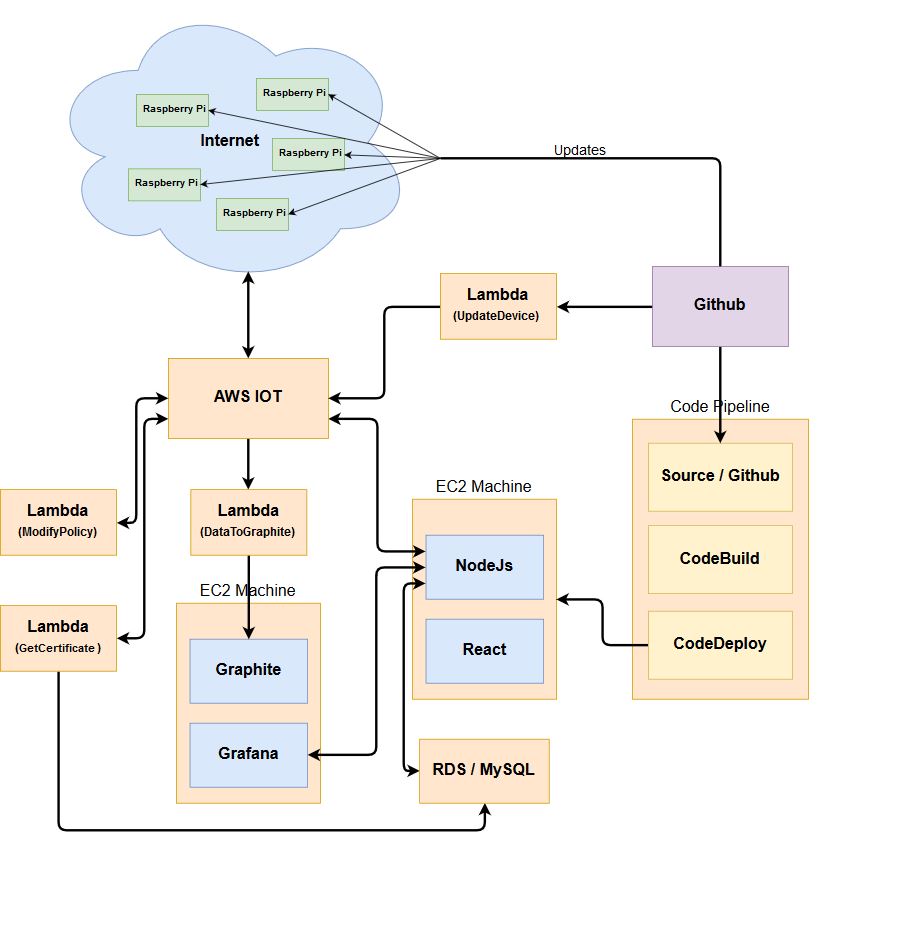 Raspberry Pi
Raspberry Pi
Internet
Raspberry Pi
Raspberry Pi
Raspberry Pi
Updates
Lambda
(UpdateDevice)
Github
AWS IOT
Code Pipeline
Source / Github
CodeBuild
CodeDeploy
Lambda
(ModifyPolicy)
Lambda
(DataToGraphite)
EC2 Machine
NodeJs
React
Lambda
(GetCertificate )
EC2 Machine
Graphite
Grafana
RDS / MySQL